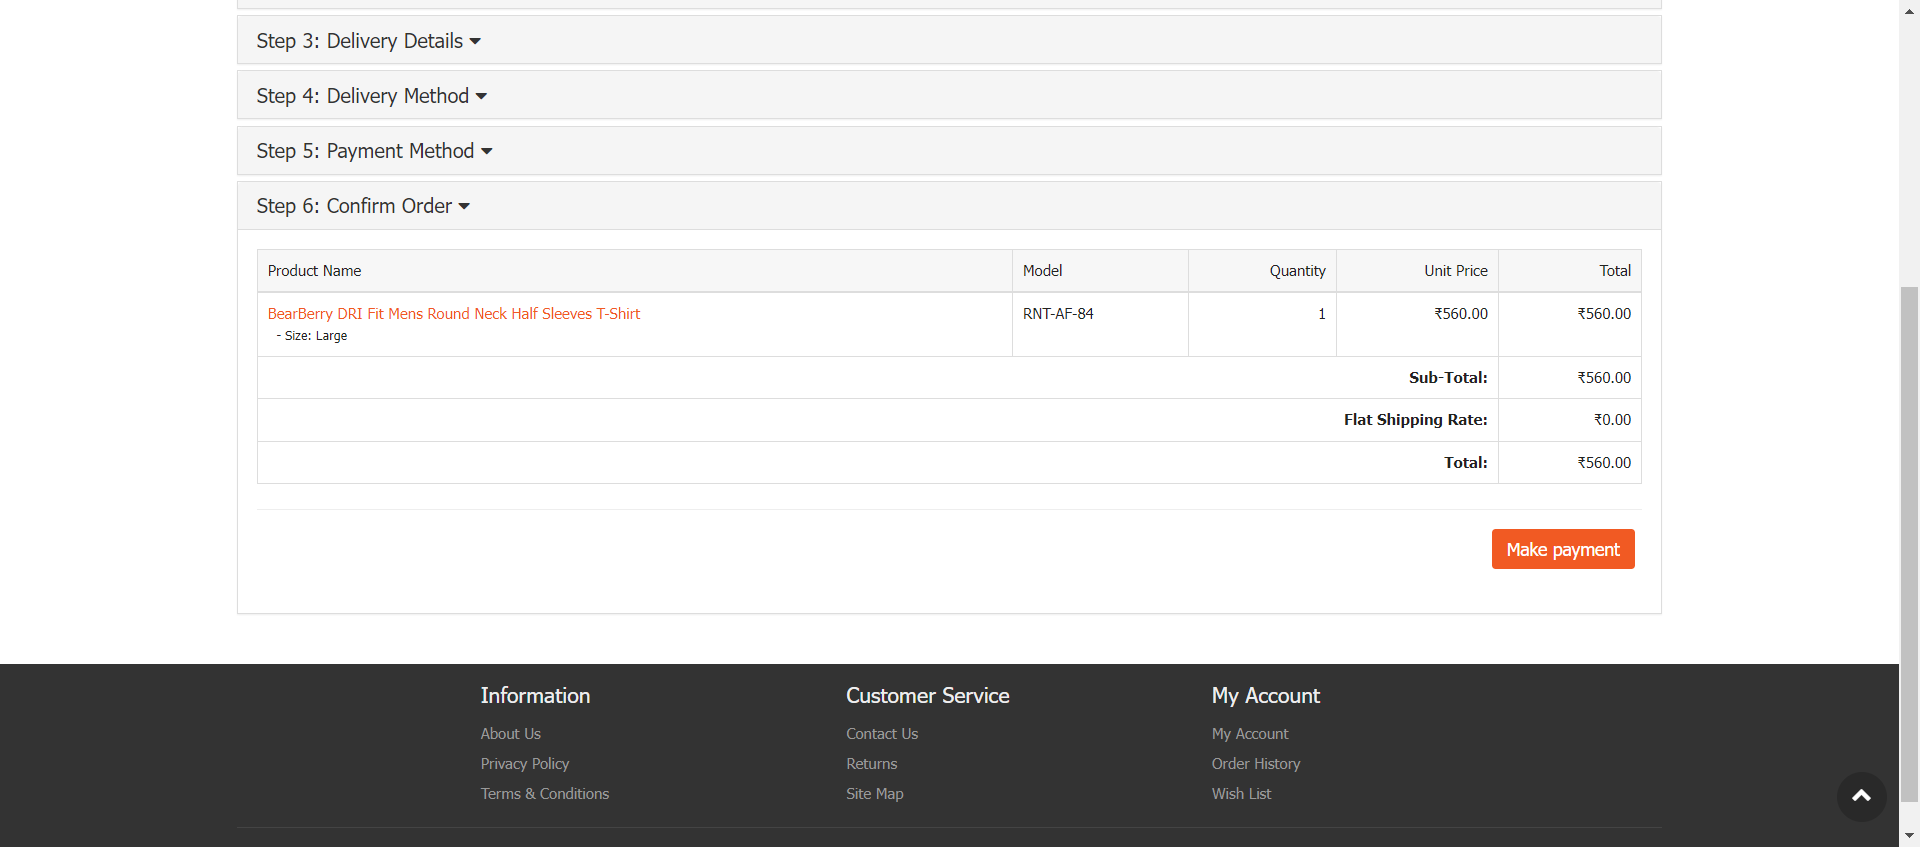 Step 3: Delivery Details
Step 4: Delivery Method
Step 5: Payment Method
Step 6: Confirm Order
Product Name Model Quantity Unit Price Total
BearBerry DRI Fit Mens Round Neck Half Sleeves T-Shirt RNT-AF-84 1 ₹560.00 ₹560.00
- Size: Large
Sub-Total: ₹560.00
Flat Shipping Rate: ₹0.00
Total: ₹560.00
Make payment
Information Customer Service My Account
About Us Contact Us My Account
Privacy Policy Returns Order History
Terms & Conditions Site Map Wish List